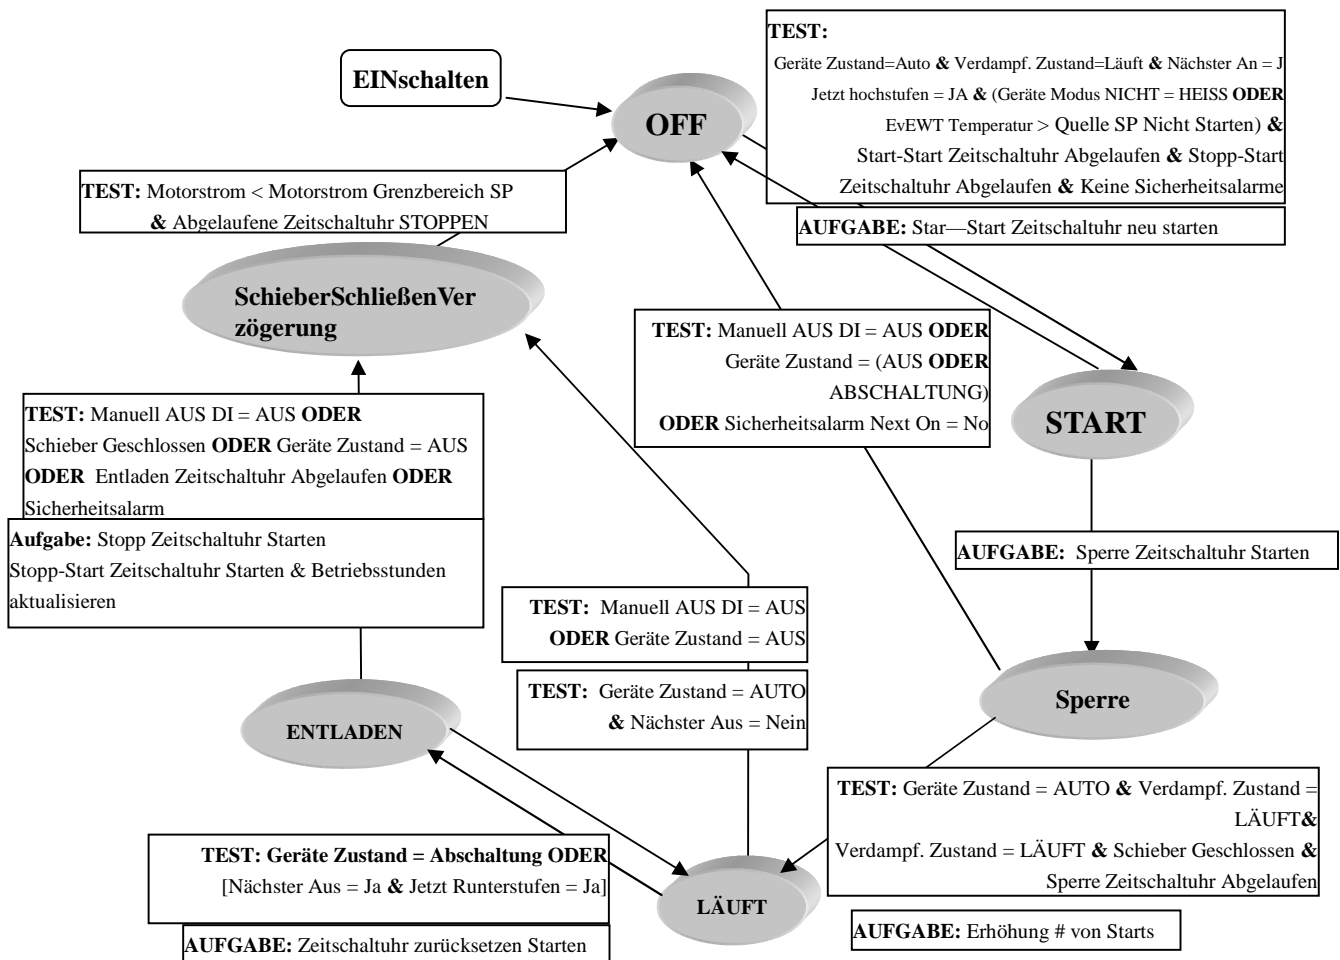 TEST:
Geräte Zustand=Auto & Verdampf. Zustand=Läuft & Nächster An = J
Jetzt hochstufen = JA & (Geräte Modus NICHT = HEISS ODER
EvEWT Temperatur > Quelle SP Nicht Starten) &
Start-Start Zeitschaltuhr Abgelaufen & Stopp-Start
Zeitschaltuhr Abgelaufen & Keine Sicherheitsalarme
AUFGABE: Star—Start Zeitschaltuhr neu starten
EINschalten
OFF
TEST: Motorstrom < Motorstrom Grenzbereich SP
& Abgelaufene Zeitschaltuhr STOPPEN
SchieberSchließenVer
zögerung
TEST: Manuell AUS DI = AUS ODER
Geräte Zustand = (AUS ODER
ABSCHALTUNG)
ODER Sicherheitsalarm Next On = No
START
TEST: Manuell AUS DI = AUS ODER
Schieber Geschlossen ODER Geräte Zustand = AUS
ODER Entladen Zeitschaltuhr Abgelaufen ODER
Sicherheitsalarm
Aufgabe: Stopp Zeitschaltuhr Starten
Stopp-Start Zeitschaltuhr Starten & Betriebsstunden
aktualisieren
AUFGABE: Sperre Zeitschaltuhr Starten
TEST: Manuell AUS DI = AUS
ODER Geräte Zustand = AUS
TEST: Geräte Zustand = AUTO
& Nächster Aus = Nein
Sperre
ENTLADEN
TEST: Geräte Zustand = AUTO & Verdampf. Zustand =
LÄUFT&
Verdampf. Zustand = LÄUFT & Schieber Geschlossen &
Sperre Zeitschaltuhr Abgelaufen
TEST: Geräte Zustand = Abschaltung ODER
[Nächster Aus = Ja & Jetzt Runterstufen = Ja]
LÄUFT
AUFGABE: Erhöhung # von Starts
AUFGABE: Zeitschaltuhr zurücksetzen Starten